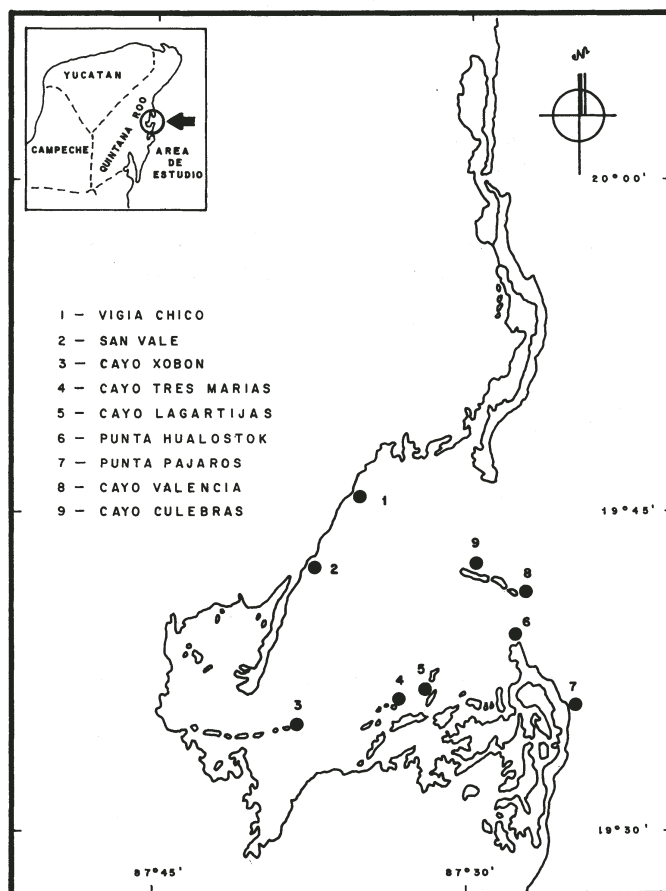 YUCATAN
CAMPECHE
QUINTANA ROO
AREA
DE
ESTUDIO
N
20°00'
1 – VIGIA CHICO
2 – SAN VALE
3 – CAYO XOBON
4 – CAYO TRES MARIAS
5 – CAYO LAGARTIJAS
6 – PUNTA HUALOSTOK
7 – PUNTA PAJAROS
8 – CAYO VALENCIA
9 – CAYO CULEBRAS
1
19°45'
9
2
8
6
5
4
7
3
19°30'
87°45'
87°30'